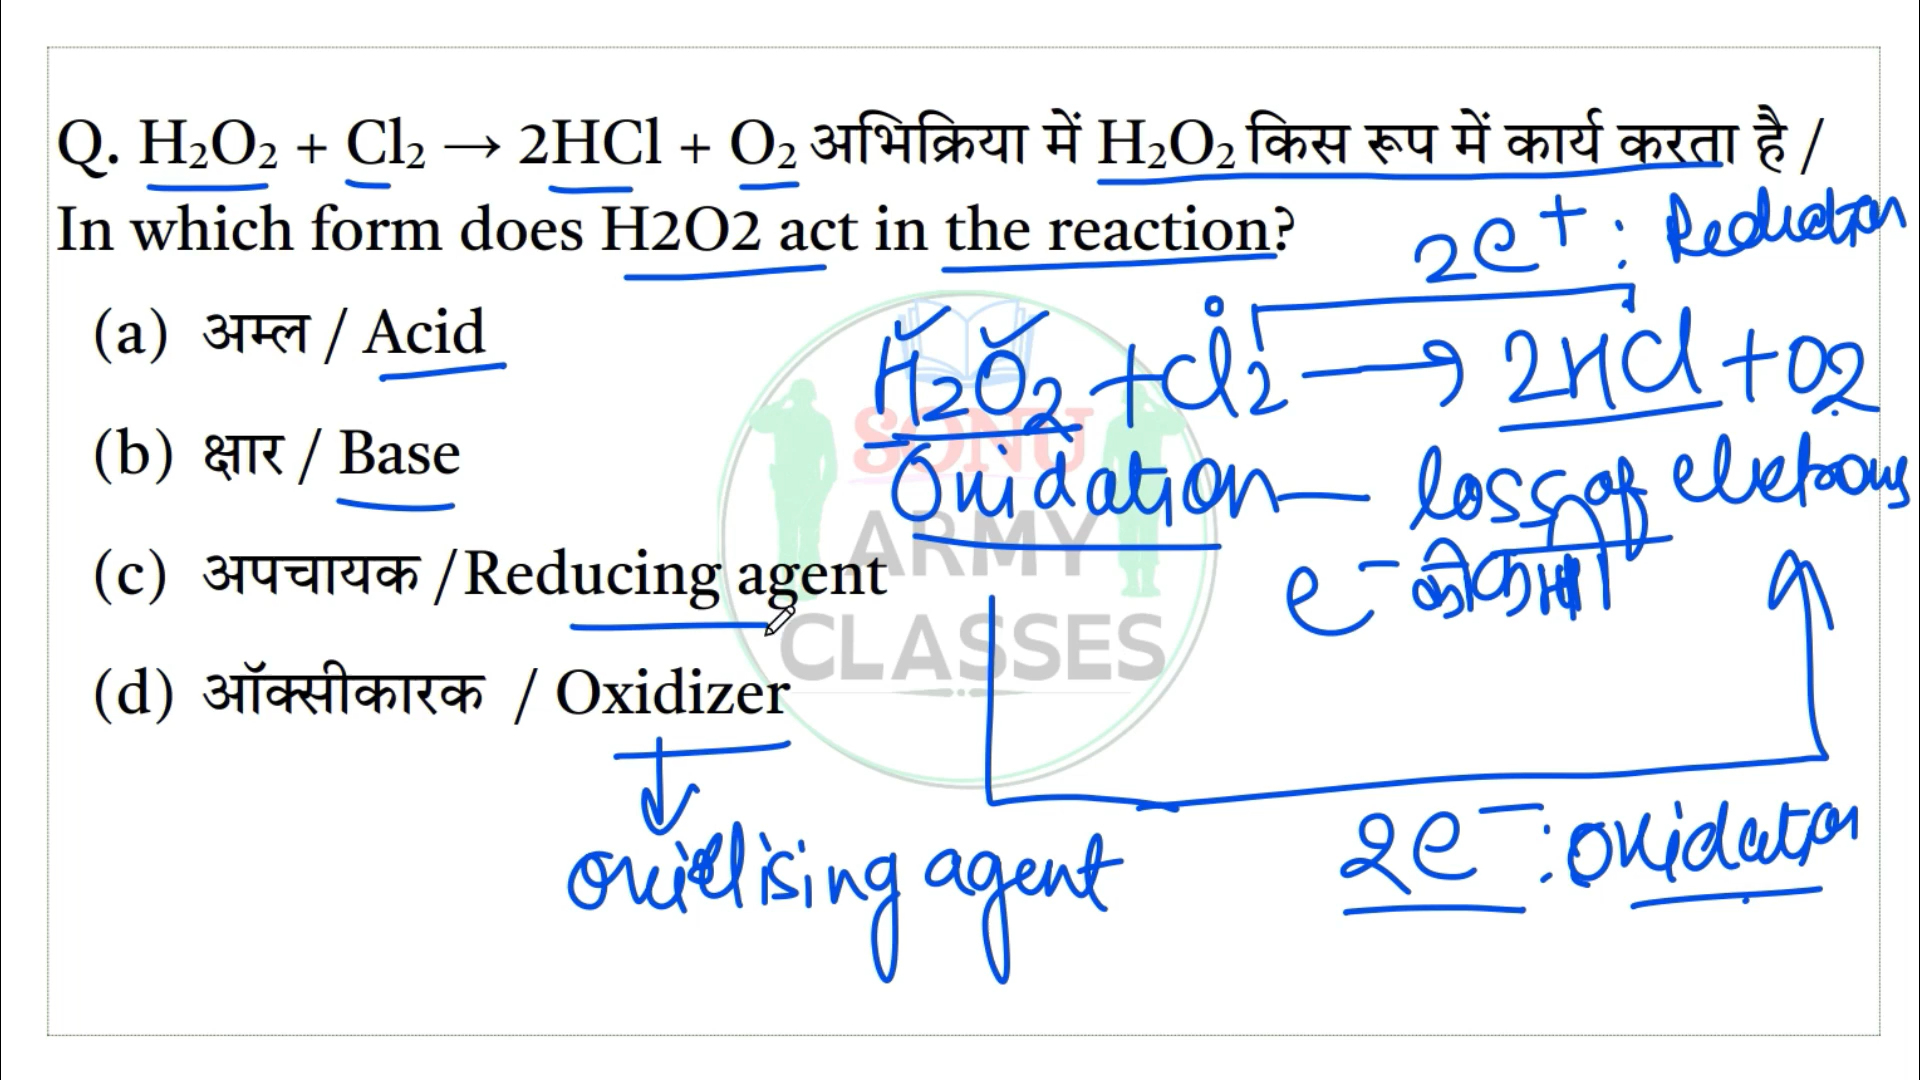 Q. H₂O₂ + Cl₂ → 2HCl + O₂ अभिक्रिया में H₂O₂ किस रूप में कार्य करता है /
In which form does H2O2 act in the reaction?
2e+ : Reduction
(a) अम्ल / Acid
H₂O₂ + Cl₂ → 2HCl + O2
(b) क्षार / Base
SONU
Oxidation — loss of eletrons
ARMY
e⁻ की कमी
(c) अपचायक /Reducing agent
CLASSES
(d) ऑक्सीकारक / Oxidizer
oxidising agent
2e⁻ : oxidation